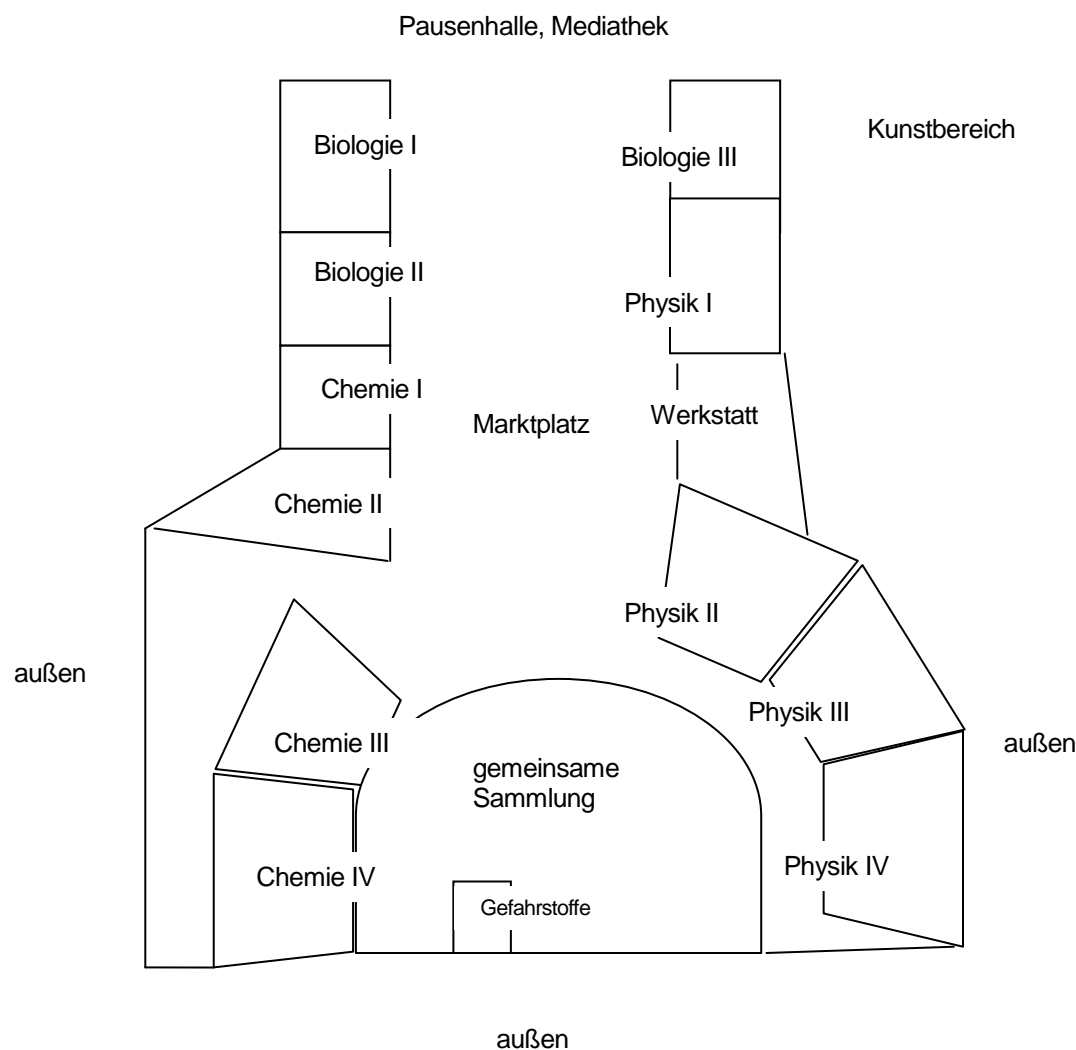 Pausenhalle, Mediathek
Kunstbereich
Biologie I
Biologie III
Biologie II
Physik I
Chemie I
Marktplatz
Werkstatt
Chemie II
Physik II
außen
Physik III
Chemie III
außen
gemeinsame
Sammlung
Physik IV
Chemie IV
Gefahrstoffe
außen